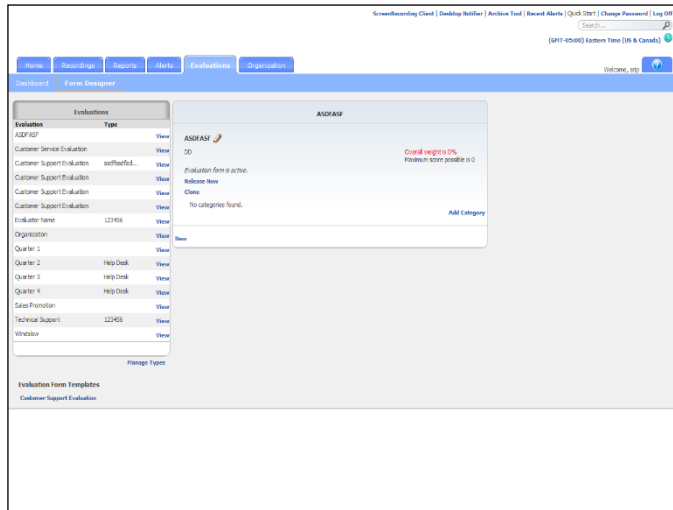 ScreenRecording Client | Desktop Notifier | Archive Tool | Recent Alerts | Quick Start | Change Password | Log Off
Search...
(GMT-05:00) Eastern Time (US & Canada)
Home Recordings Reports Alerts Evaluations Organization
Welcome, srip
Dashboard Form Designer
Evaluations
Evaluation Type
ASDFASF View
Customer Service Evaluation View
Customer Support Evaluation View
Customer Support Evaluation View
Customer Support Evaluation View
Customer Support Evaluation View
Evaluator Name 123456 View
Organization View
Quarter 1 View
Quarter 2 Help Desk View
Quarter 3 Help Desk View
Quarter 4 Help Desk View
Sales Promotion View
Technical Support 123456 View
Windslow View
Manage Types
Evaluation Form Templates
Customer Support Evaluation
ASDFASF
ASDFASF
DD
Overall weight is 0%
Maximum score possible is 0
Evaluation form is active.
Release Now
Clone
No categories found.
Add Category